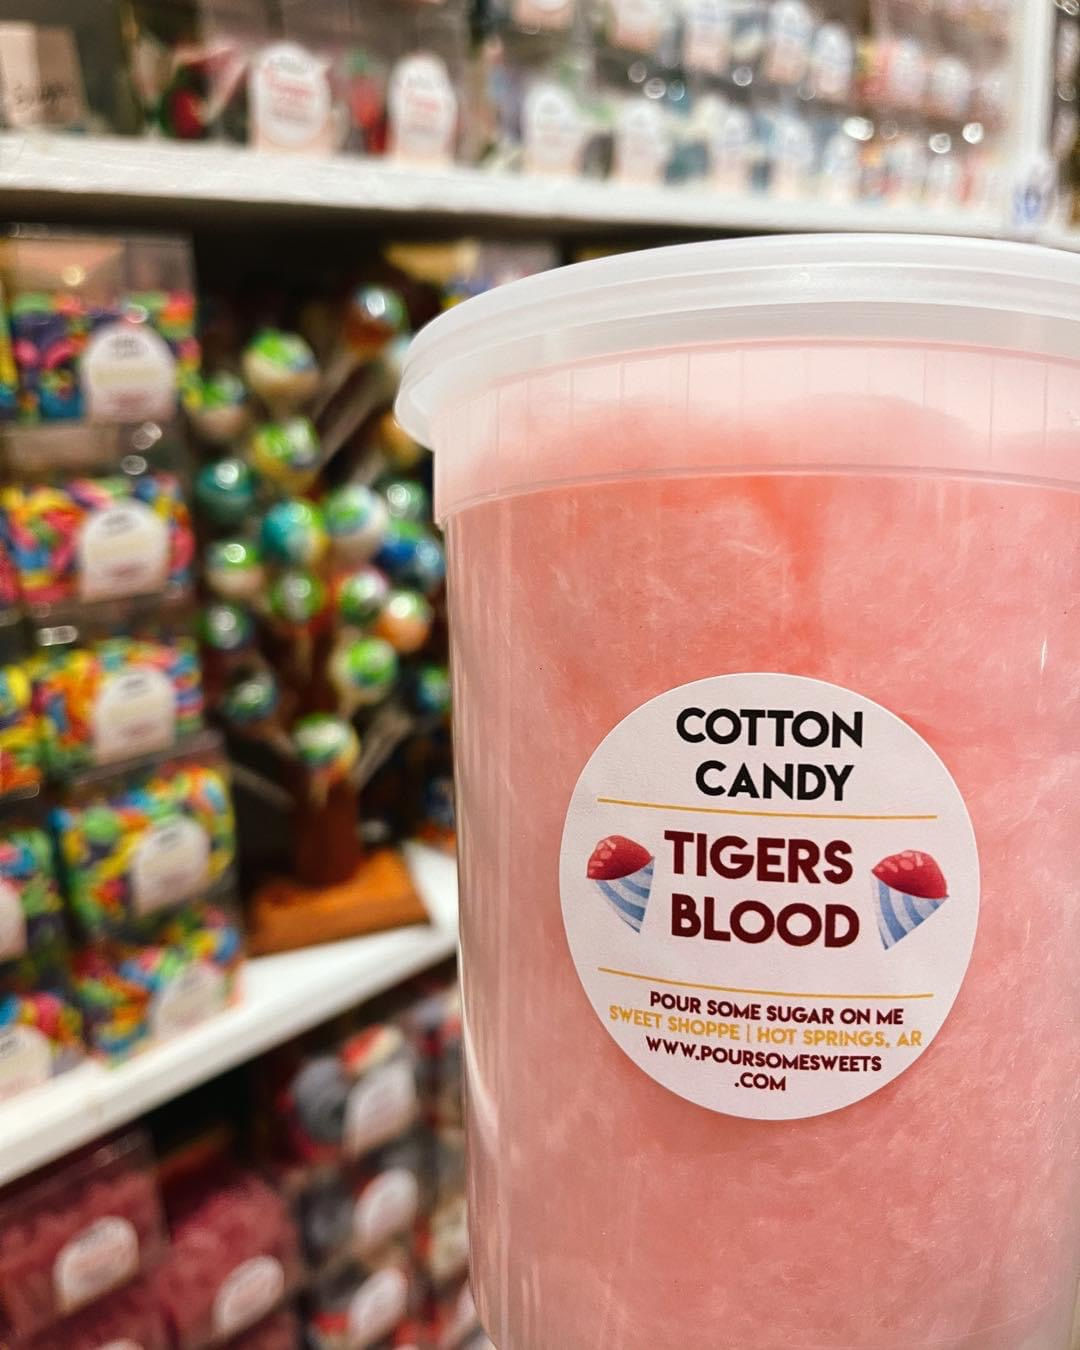 COTTON
CANDY
TIGERS
BLOOD
POUR SOME SUGAR ON ME
SWEET SHOPPE | HOT SPRINGS, AR
WWW.POURSOMESWEETS
.COM